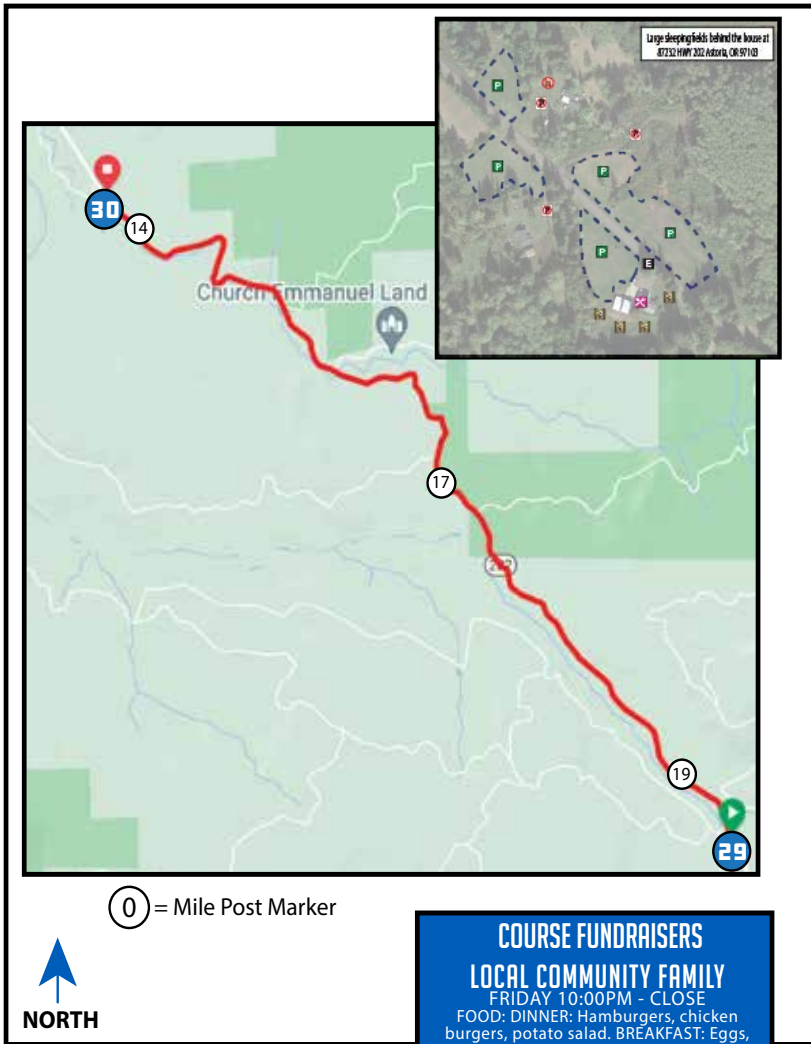 Large sleeping fields behind the house at
87232 HWY 202 Astoria, OR 97103
P
P
P
P
P
E
30
14
Church Emmanuel Land
17
202
19
29
0 = Mile Post Marker
NORTH
COURSE FUNDRAISERS
LOCAL COMMUNITY FAMILY
FRIDAY 10:00PM - CLOSE
FOOD: DINNER: Hamburgers, chicken
burgers, potato salad. BREAKFAST: Eggs,